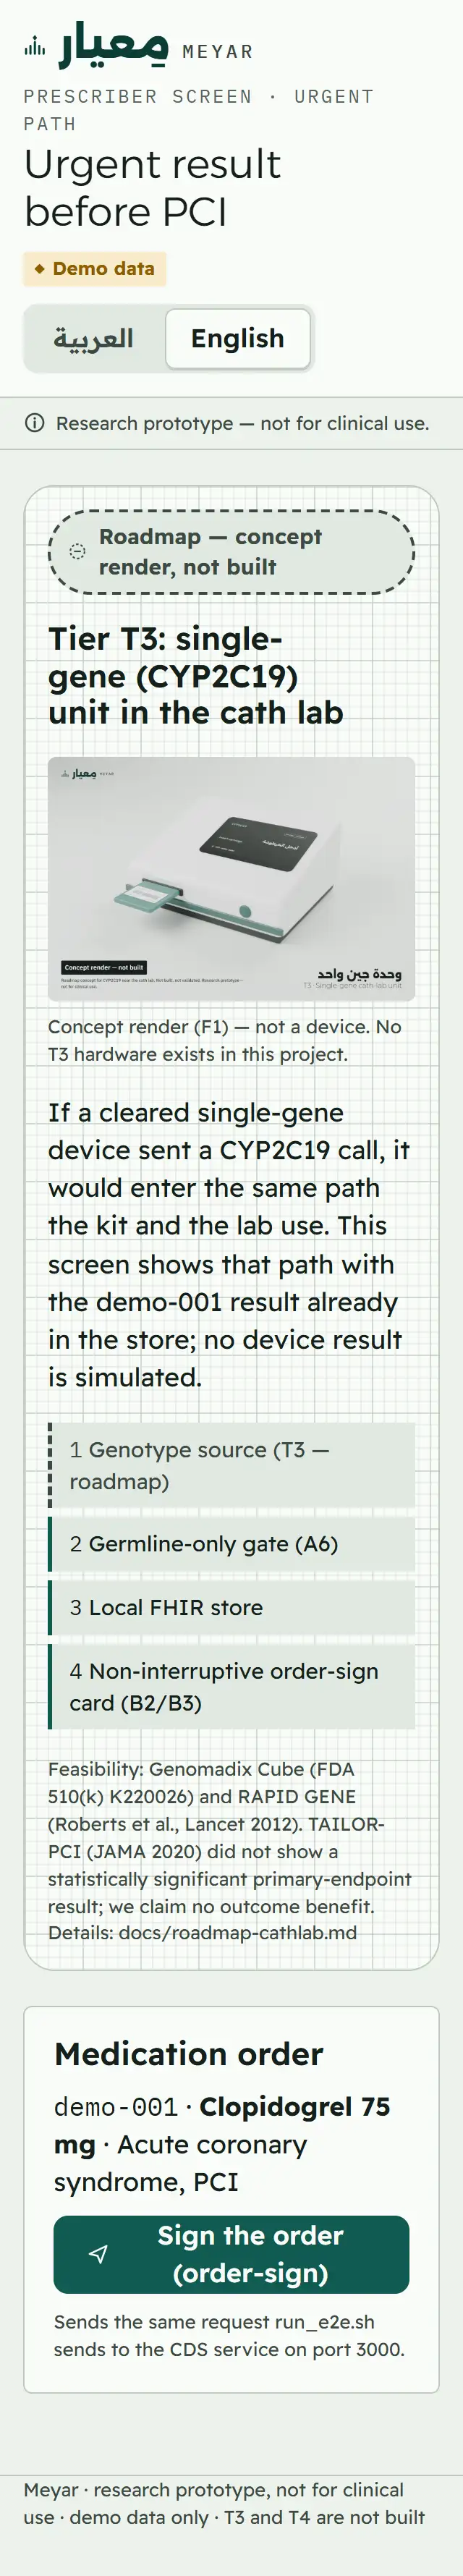 مِعيار MEYAR
PRESCRIBER SCREEN · URGENT
PATH
Urgent result
before PCI
Demo data
العربية English
Research prototype — not for clinical use.
Roadmap — concept
render, not built
Tier T3: single-
gene (CYP2C19)
unit in the cath lab
مِعيار MEYAR
Concept render — not built
وحدة جين واحد
T3 · Single-gene cath-lab unit
Concept render (F1) — not a device. No
T3 hardware exists in this project.
If a cleared single-gene
device sent a CYP2C19 call, it
would enter the same path
the kit and the lab use. This
screen shows that path with
the demo-001 result already
in the store; no device result
is simulated.
1 Genotype source (T3 —
roadmap)
2 Germline-only gate (A6)
3 Local FHIR store
4 Non-interruptive order-sign
card (B2/B3)
Feasibility: Genomadix Cube (FDA
510(k) K220026) and RAPID GENE
(Roberts et al., Lancet 2012). TAILOR-
PCI (JAMA 2020) did not show a
statistically significant primary-endpoint
result; we claim no outcome benefit.
Details: docs/roadmap-cathlab.md
Medication order
demo-001 · Clopidogrel 75
mg · Acute coronary
syndrome, PCI
Sign the order
(order-sign)
Sends the same request run_e2e.sh
sends to the CDS service on port 3000.
Meyar · research prototype, not for clinical
use · demo data only · T3 and T4 are not built